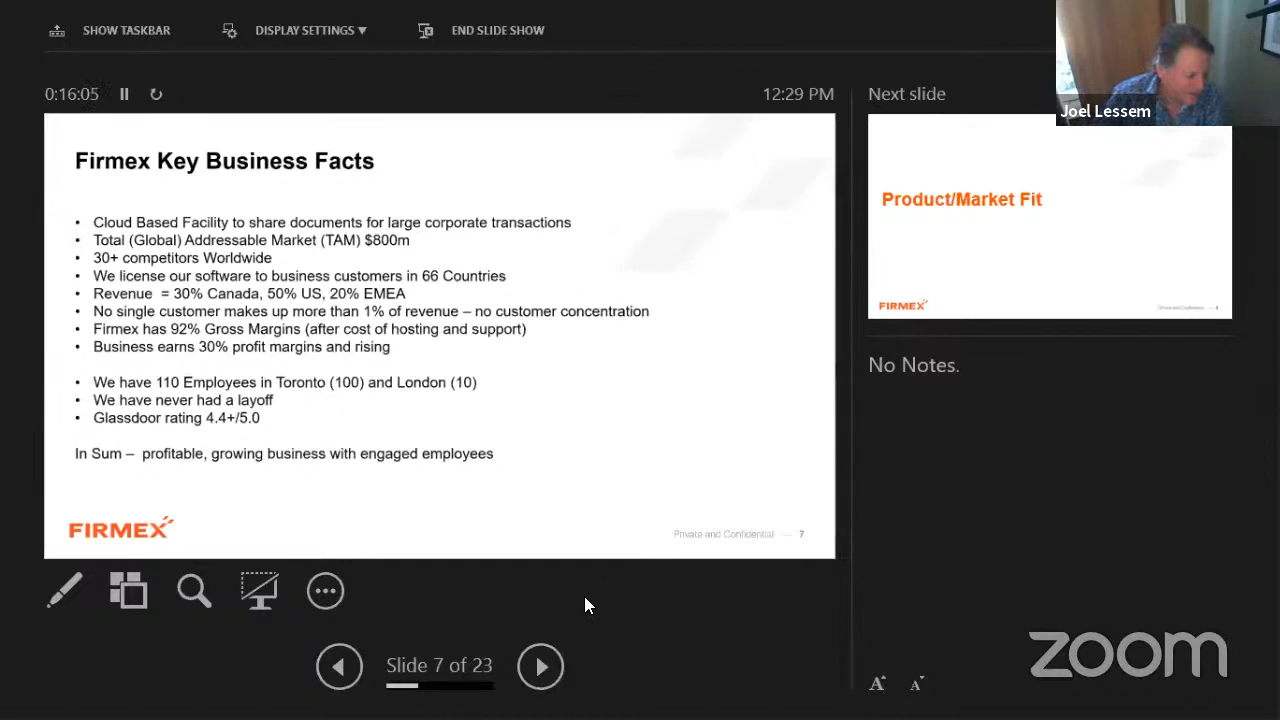 SHOW TASKBAR
DISPLAY SETTINGS
END SLIDE SHOW
Joel Lessem
0:16:05
12:29 PM
Next slide
Firmex Key Business Facts
• Cloud Based Facility to share documents for large corporate transactions
• Total (Global) Addressable Market (TAM) $800m
• 30+ competitors Worldwide
• We license our software to business customers in 66 Countries
• Revenue = 30% Canada, 50% US, 20% EMEA
• No single customer makes up more than 1% of revenue – no customer concentration
• Firmex has 92% Gross Margins (after cost of hosting and support)
• Business earns 30% profit margins and rising
• We have 110 Employees in Toronto (100) and London (10)
• We have never had a layoff
• Glassdoor rating 4.4+/5.0
In Sum – profitable, growing business with engaged employees
FIRMEX
Private and Confidential — 7
Product/Market Fit
FIRMEX
No Notes.
Slide 7 of 23
A A
zoom